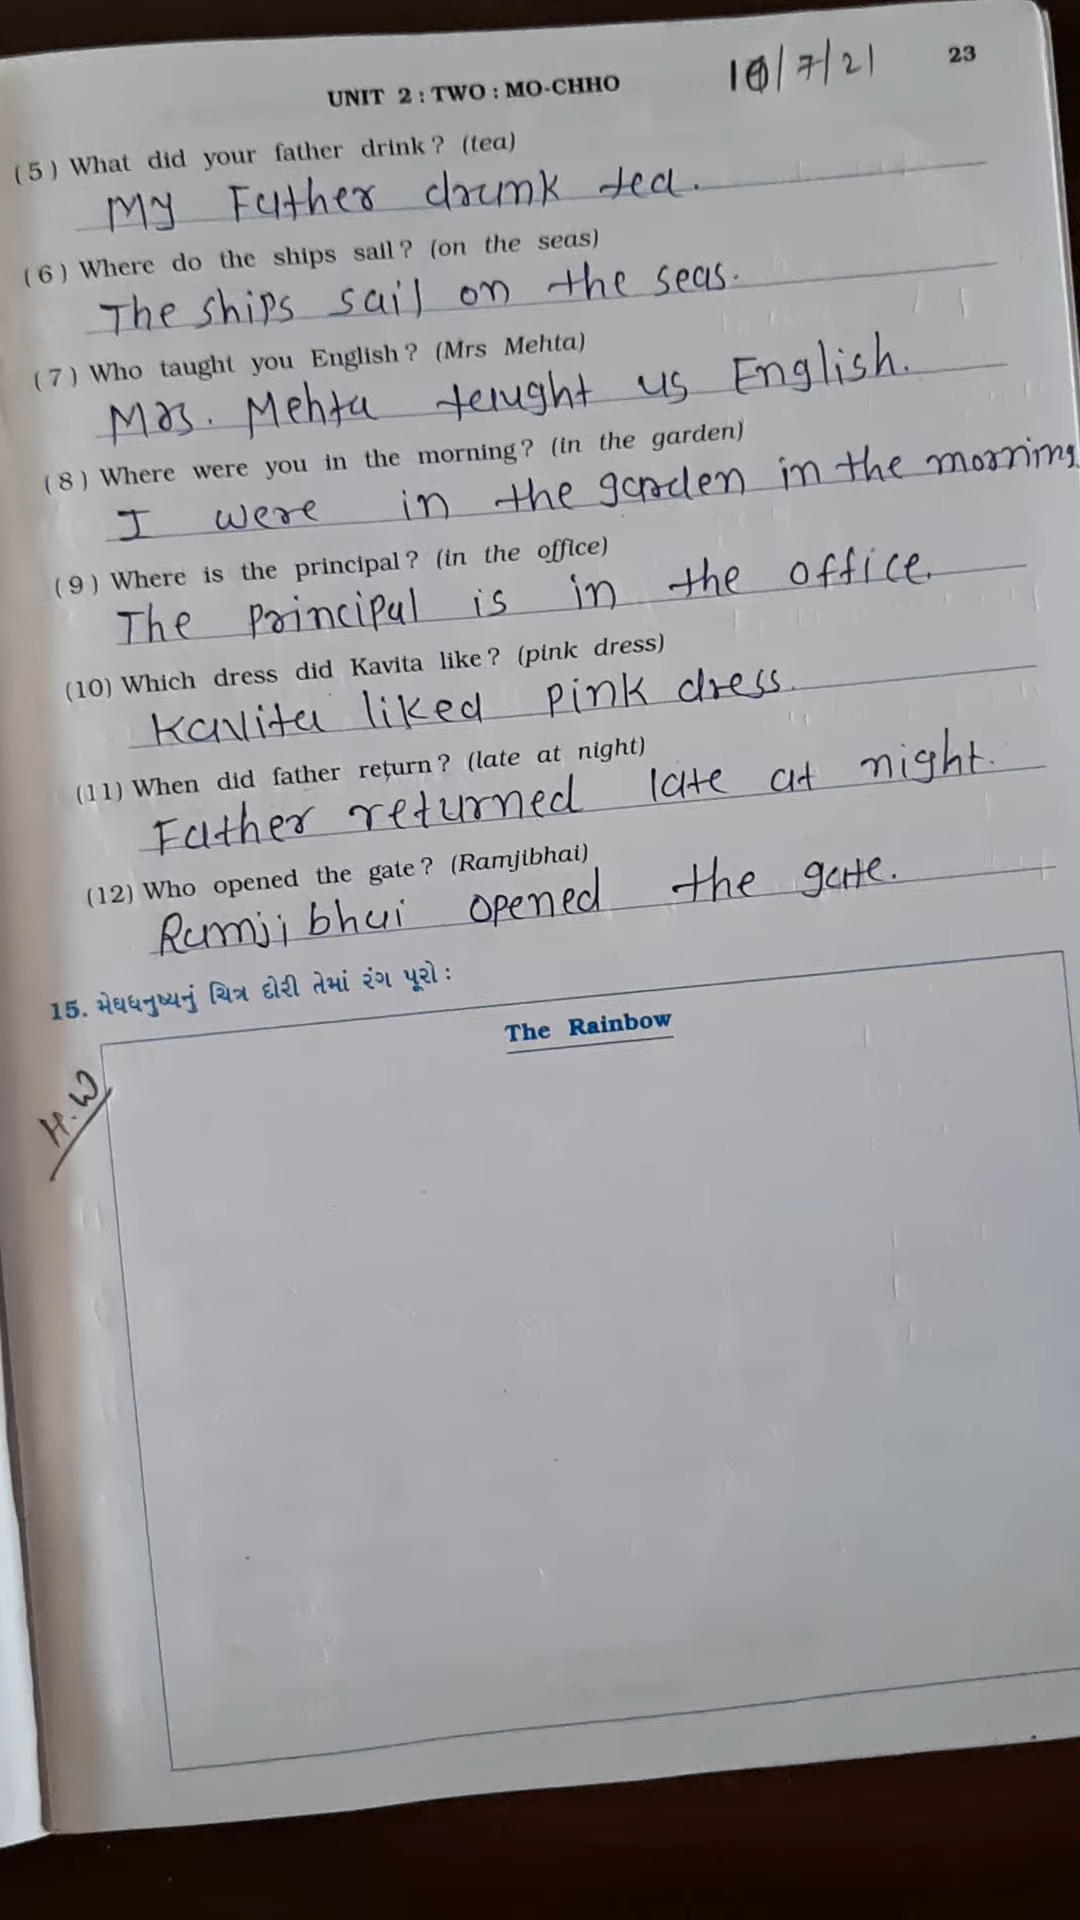 UNIT 2 : TWO : MO-CHHO
10/7/21
23
(5) What did your father drink? (tea)
My Father drank tea.
(6) Where do the ships sail? (on the seas)
The ships sail on the seas.
(7) Who taught you English? (Mrs Mehta)
Mrs. Mehta taught us English.
(8) Where were you in the morning? (in the garden)
I were in the garden in the morning
(9) Where is the principal? (in the office)
The principal is in the office.
(10) Which dress did Kavita like? (pink dress)
Kavita liked pink dress.
(11) When did father return? (late at night)
Father returned late at night.
(12) Who opened the gate? (Ramjibhai)
Ramjibhai opened the gate.
15. મેઘધનુષ્યનું ચિત્ર દોરી તેમાં રંગ પૂરો :
The Rainbow
H.W